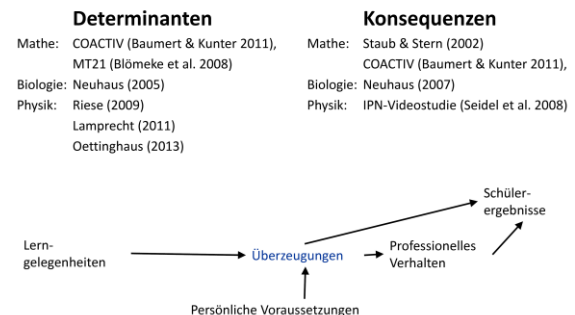 Determinanten
Mathe: COACTIV (Baumert & Kunter 2011),
MT21 (Blömeke et al. 2008)
Biologie: Neuhaus (2005)
Physik: Riese (2009)
Lamprecht (2011)
Oettinghaus (2013)
Konsequenzen
Mathe: Staub & Stern (2002)
COACTIV (Baumert & Kunter 2011),
Biologie: Neuhaus (2007)
Physik: IPN-Videostudie (Seidel et al. 2008)
Schüler-
ergebnisse
Lern-
gelegenheiten
Überzeugungen
Professionelles
Verhalten
Persönliche Voraussetzungen